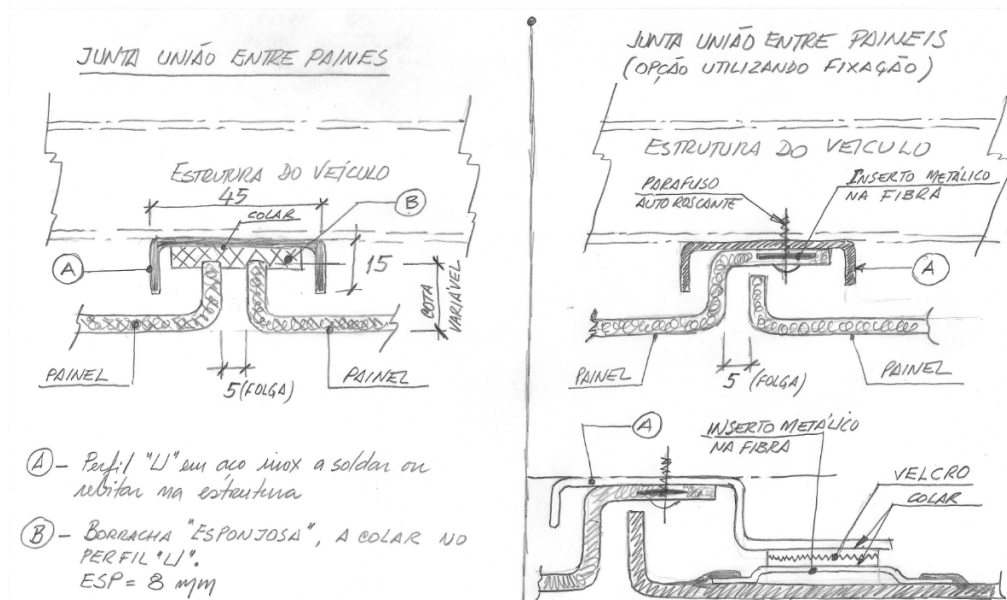 JUNTA UNIÃO ENTRE PAINES
ESTRUTURA DO VEÍCULO
45
COLAR
B
A
15
COTA
VARIÁVEL
PAINEL
5 (FOLGA)
PAINEL
A – Perfil "U" em aço inox a soldar ou
rebitar na estrutura
B – BORRACHA "ESPONJOSA", A COLAR NO
PERFIL "U".
ESP = 8 mm
JUNTA UNIÃO ENTRE PAINEIS
(OPÇÃO UTILIZANDO FIXAÇÃO)
ESTRUTURA DO VEÍCULO
PARAFUSO
AUTO ROSCANTE
INSERTO METÁLICO
NA FIBRA
A
PAINEL
5 (FOLGA)
PAINEL
A
INSERTO METÁLICO
NA FIBRA
VELCRO
COLAR